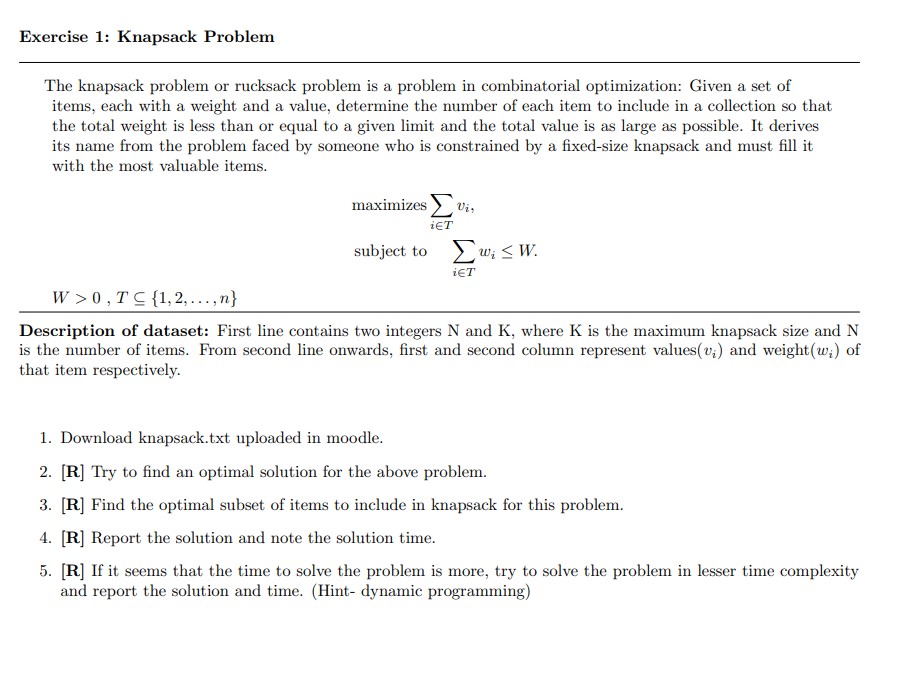 Exercise 1: Knapsack Problem
The knapsack problem or rucksack problem is a problem in combinatorial optimization: Given a set of
items, each with a weight and a value, determine the number of each item to include in a collection so that
the total weight is less than or equal to a given limit and the total value is as large as possible. It derives
its name from the problem faced by someone who is constrained by a fixed-size knapsack and must fill it
with the most valuable items.
maximizes ∑_{i∈T} v_i,
subject to ∑_{i∈T} w_i ≤ W.
W > 0 , T ⊆ {1, 2, . . . , n}
Description of dataset: First line contains two integers N and K, where K is the maximum knapsack size and N
is the number of items. From second line onwards, first and second column represent values(v_i) and weight(w_i) of
that item respectively.
1. Download knapsack.txt uploaded in moodle.
2. [R] Try to find an optimal solution for the above problem.
3. [R] Find the optimal subset of items to include in knapsack for this problem.
4. [R] Report the solution and note the solution time.
5. [R] If it seems that the time to solve the problem is more, try to solve the problem in lesser time complexity
and report the solution and time. (Hint- dynamic programming)